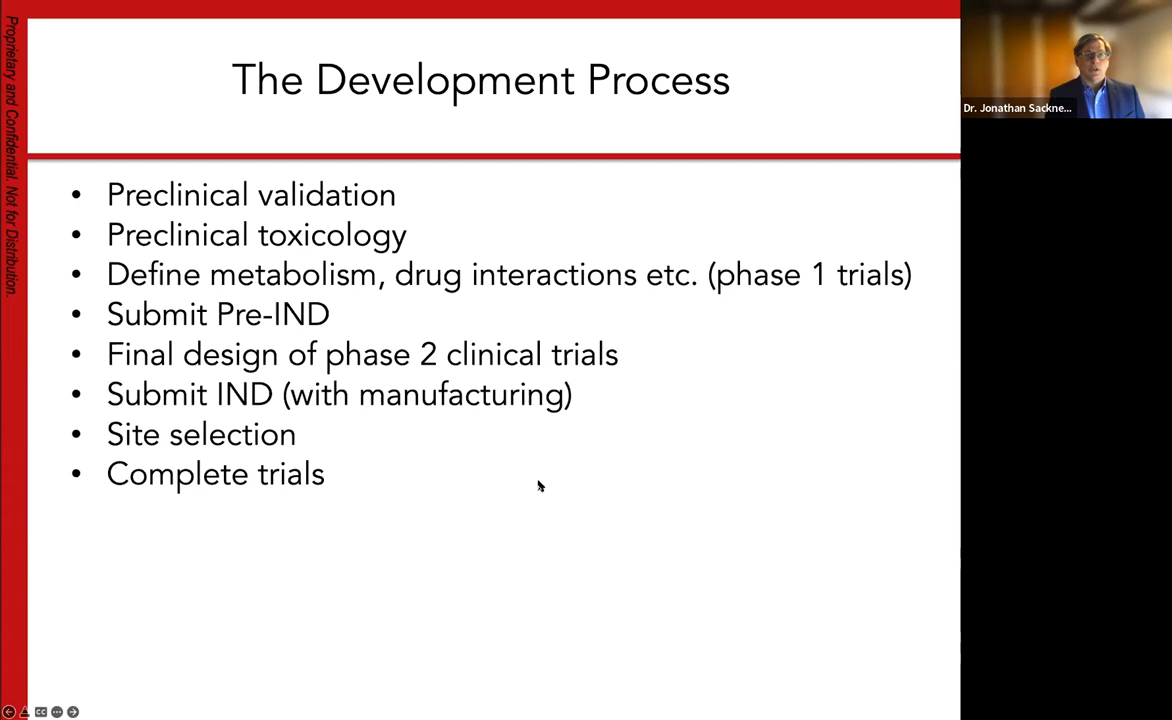 Proprietary and Confidential. Not for Distribution.
The Development Process
• Preclinical validation
• Preclinical toxicology
• Define metabolism, drug interactions etc. (phase 1 trials)
• Submit Pre-IND
• Final design of phase 2 clinical trials
• Submit IND (with manufacturing)
• Site selection
• Complete trials
Dr. Jonathan Sackne...
CC